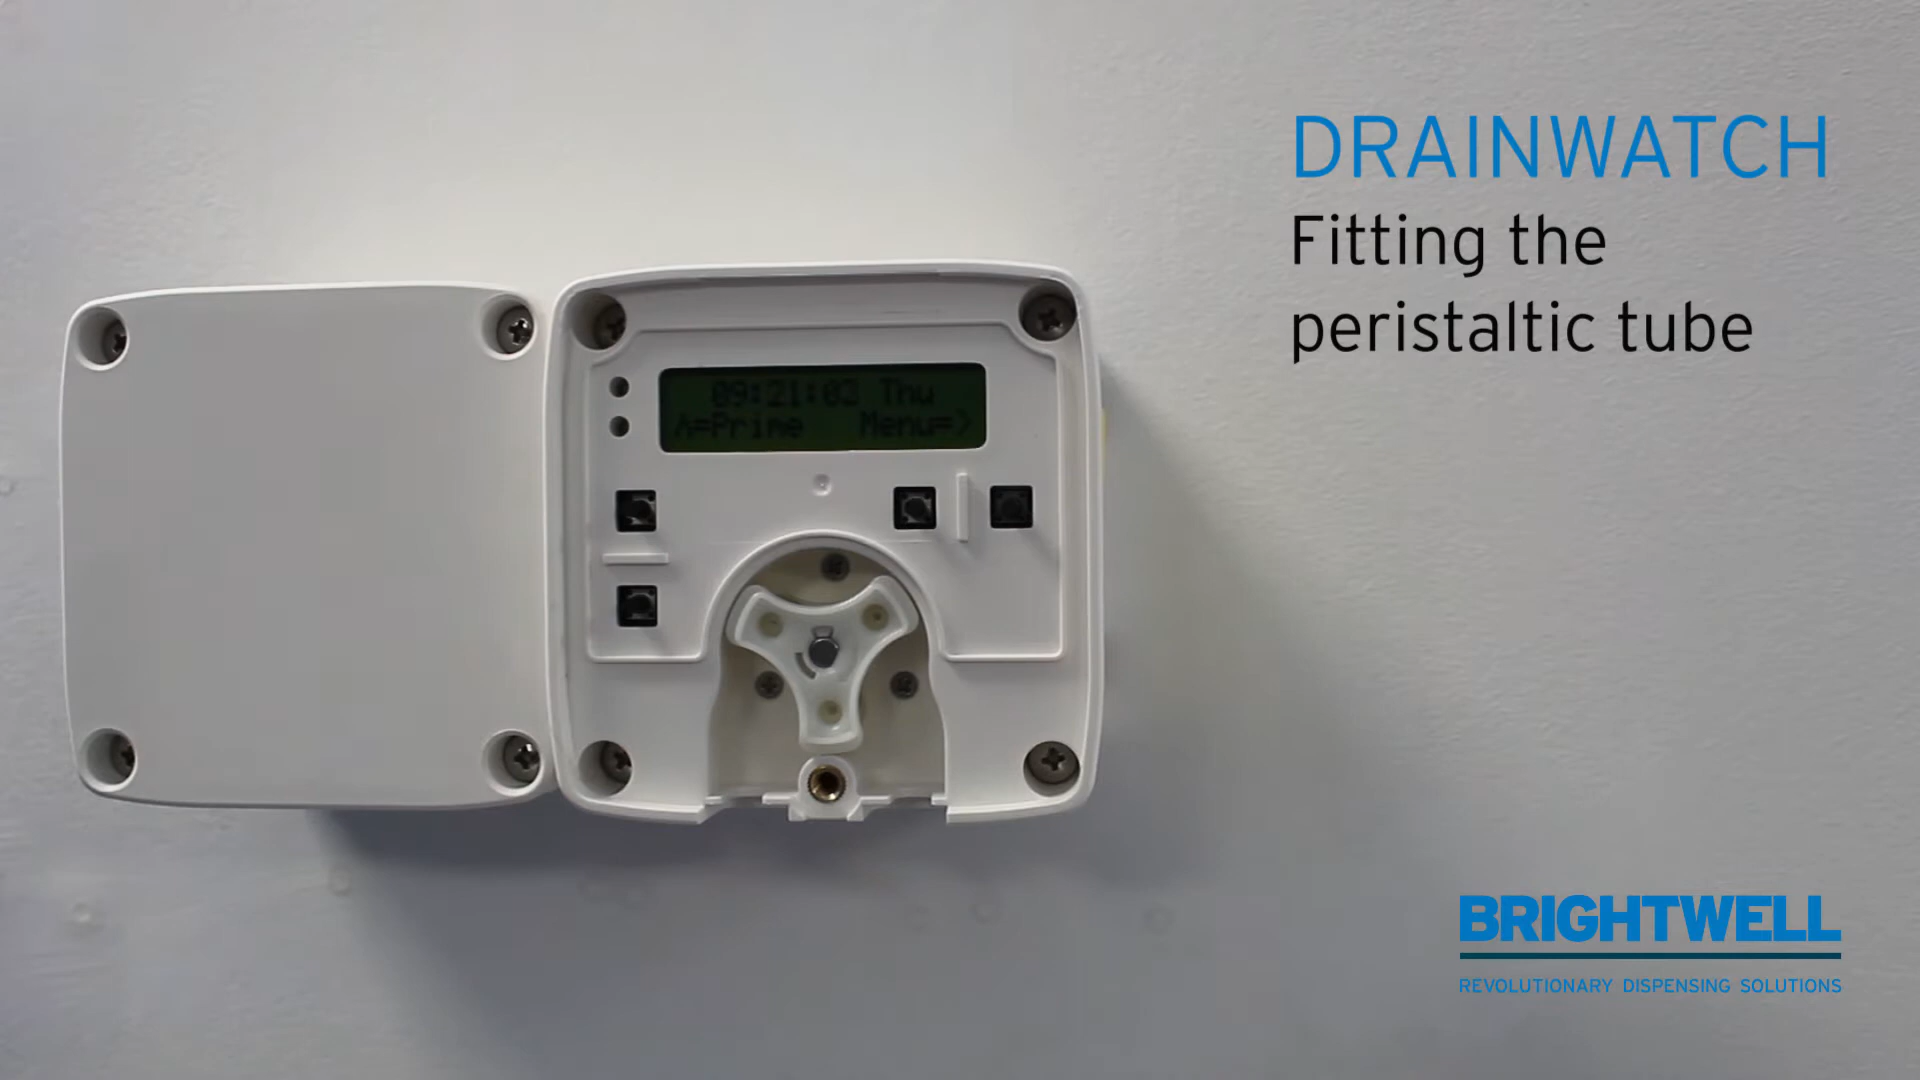 DRAINWATCH
Fitting the
peristaltic tube
09:21:03 Thu
^=Prime Menu=>
BRIGHTWELL
REVOLUTIONARY DISPENSING SOLUTIONS